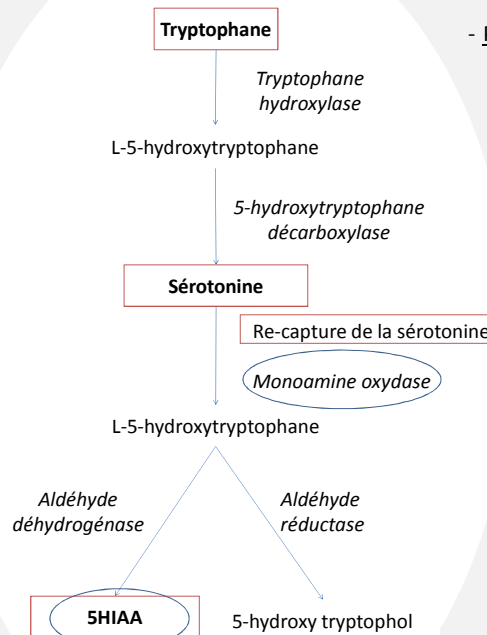 Tryptophane
-
Tryptophane
hydroxylase
L-5-hydroxytryptophane
5-hydroxytryptophane
décarboxylase
Sérotonine
Re-capture de la sérotonine
Monoamine oxydase
L-5-hydroxytryptophane
Aldéhyde
déhydrogénase
Aldéhyde
réductase
5HIAA
5-hydroxy tryptophol